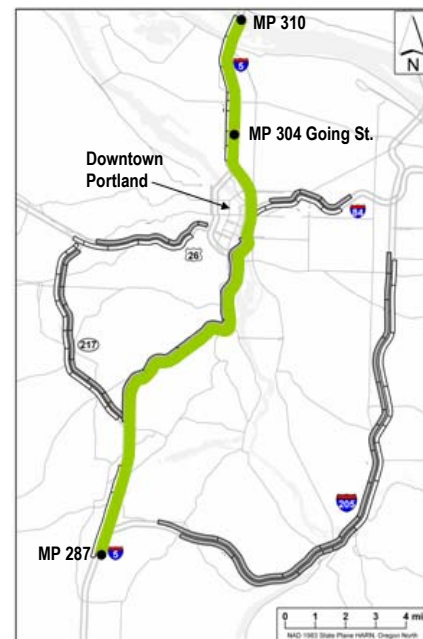 MP 310
N
5
MP 304 Going St.
Downtown
Portland
84
26
217
205
MP 287
5
0 1 2 4 mi
NAD 1983 State Plane HARN, Oregon North